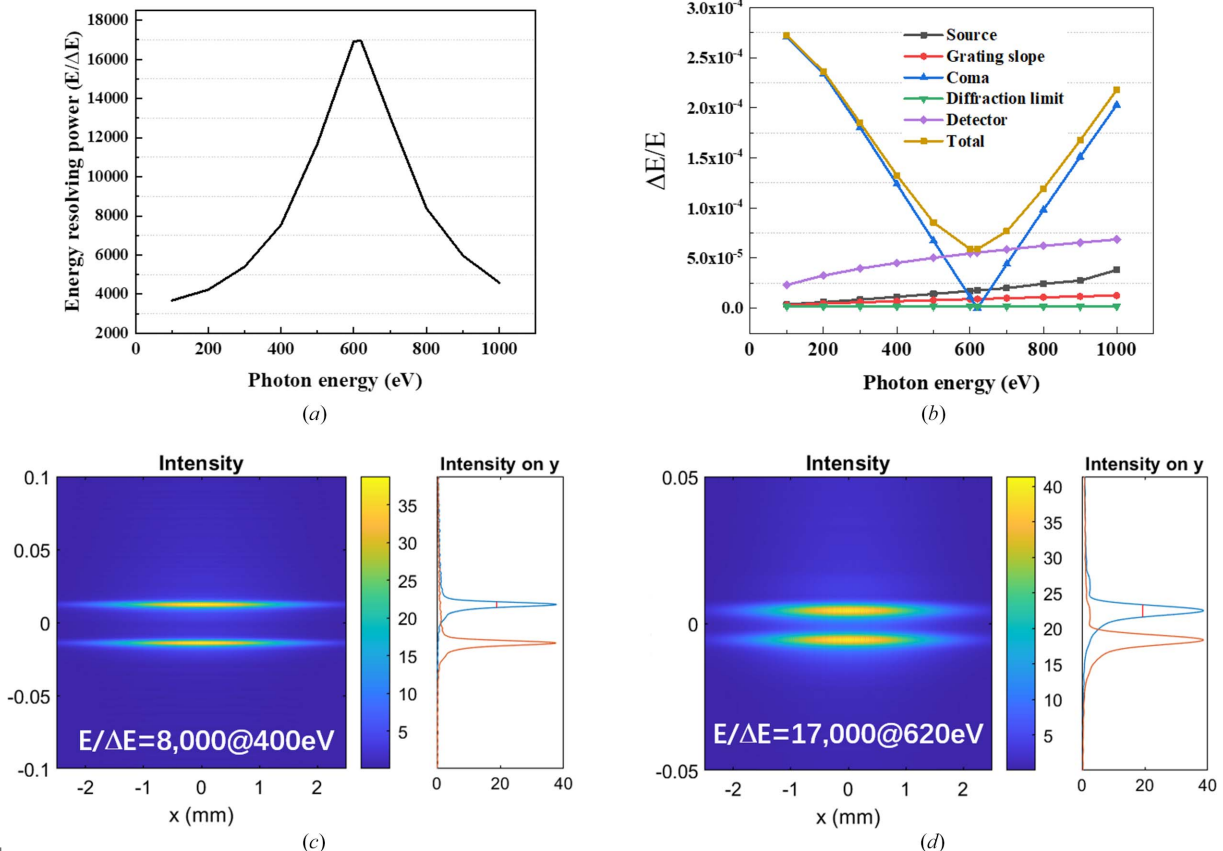 18000
16000
14000
12000
10000
8000
6000
4000
2000
Energy resolving power (E/ΔE)
0
200
400
600
800
1000
Photon energy (eV)
(a)
3.0x10⁻⁴
2.5x10⁻⁴
2.0x10⁻⁴
1.5x10⁻⁴
1.0x10⁻⁴
5.0x10⁻⁵
0.0
ΔE/E
Source
Grating slope
Coma
Diffraction limit
Detector
Total
0
200
400
600
800
1000
Photon energy (eV)
(b)
Intensity
0.1
0.05
0
-0.05
-0.1
E/ΔE=8,000@400eV
-2
-1
0
1
2
x (mm)
35
30
25
20
15
10
5
Intensity on y
0
20
40
(c)
Intensity
0.05
0
-0.05
E/ΔE=17,000@620eV
-2
-1
0
1
2
x (mm)
40
35
30
25
20
15
10
5
Intensity on y
0
20
40
(d)